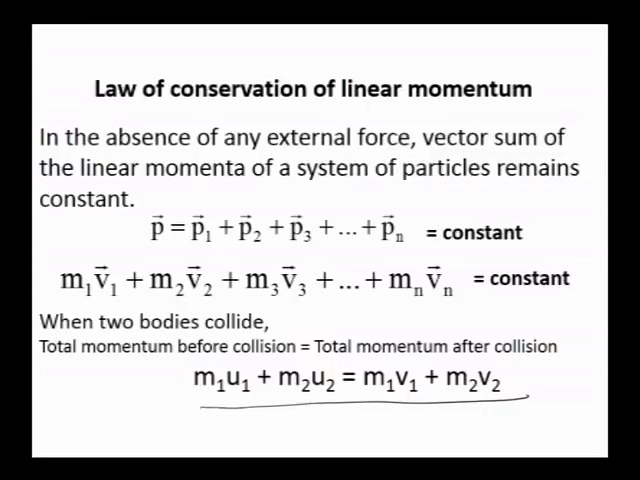 Law of conservation of linear momentum
In the absence of any external force, vector sum of
the linear momenta of a system of particles remains
constant.
p⃗ = p⃗₁ + p⃗₂ + p⃗₃ + ... + p⃗ₙ = constant
m₁v⃗₁ + m₂v⃗₂ + m₃v⃗₃ + ... + mₙv⃗ₙ = constant
When two bodies collide,
Total momentum before collision = Total momentum after collision
m₁u₁ + m₂u₂ = m₁v₁ + m₂v₂